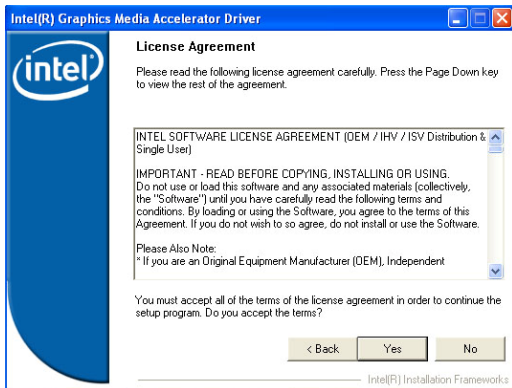 Intel(R) Graphics Media Accelerator Driver
intel
License Agreement
Please read the following license agreement carefully. Press the Page Down key
to view the rest of the agreement.
INTEL SOFTWARE LICENSE AGREEMENT (OEM / IHV / ISV Distribution &
Single User)
IMPORTANT - READ BEFORE COPYING, INSTALLING OR USING.
Do not use or load this software and any associated materials (collectively,
the "Software") until you have carefully read the following terms and
conditions. By loading or using the Software, you agree to the terms of this
Agreement. If you do not wish to so agree, do not install or use the Software.
Please Also Note:
* If you are an Original Equipment Manufacturer (OEM), Independent
You must accept all of the terms of the license agreement in order to continue the
setup program. Do you accept the terms?
< Back Yes No
Intel(R) Installation Frameworks